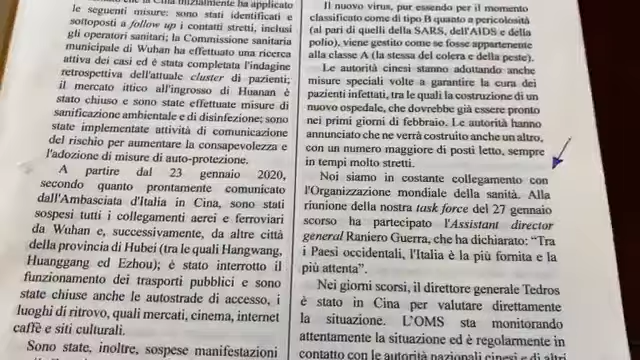 che la Cina inizialmente ha applicato
le seguenti misure: sono stati identificati e
sottoposti a follow up i contatti stretti, inclusi
gli operatori sanitari; la Commissione sanitaria
municipale di Wuhan ha effettuato una ricerca
attiva dei casi ed è stata completata l'indagine
retrospettiva dell'attuale cluster di pazienti;
il mercato ittico all'ingrosso di Huanan è
stato chiuso e sono state effettuate misure di
sanificazione ambientale e di disinfezione; sono
state implementate attività di comunicazione
del rischio per aumentare la consapevolezza e
l'adozione di misure di auto-protezione.
A partire dal 23 gennaio 2020,
secondo quanto prontamente comunicato
dall'Ambasciata d'Italia in Cina, sono stati
sospesi tutti i collegamenti aerei e ferroviari
da Wuhan e, successivamente, da altre città
della provincia di Hubei (tra le quali Hangwang,
Huanggang ed Ezhou); è stato interrotto il
funzionamento dei trasporti pubblici e sono
state chiuse anche le autostrade di accesso, i
luoghi di ritrovo, quali mercati, cinema, internet
caffè e siti culturali.
Sono state, inoltre, sospese manifestazioni
Il nuovo virus, pur essendo per il momento
classificato come di tipo B quanto a pericolosità
(al pari di quelli della SARS, dell'AIDS e della
polio), viene gestito come se fosse appartenente
alla classe A (la stessa del colera e della peste).
Le autorità cinesi stanno adottando anche
misure speciali volte a garantire la cura dei
pazienti infettati, tra le quali la costruzione di un
nuovo ospedale, che dovrebbe già essere pronto
nei primi giorni di febbraio. Le autorità hanno
annunciato che ne verrà costruito anche un altro,
con un numero maggiore di posti letto, sempre
in tempi molto stretti.
Noi siamo in costante collegamento con
l'Organizzazione mondiale della sanità. Alla
riunione della nostra task force del 27 gennaio
scorso ha partecipato l'Assistant director
general Raniero Guerra, che ha dichiarato: “Tra
i Paesi occidentali, l'Italia è la più fornita e la
più attenta”.
Nei giorni scorsi, il direttore generale Tedros
è stato in Cina per valutare direttamente
la situazione. L'OMS sta monitorando
attentamente la situazione ed è regolarmente in
contatto con le autorità nazionali cinesi e di altri